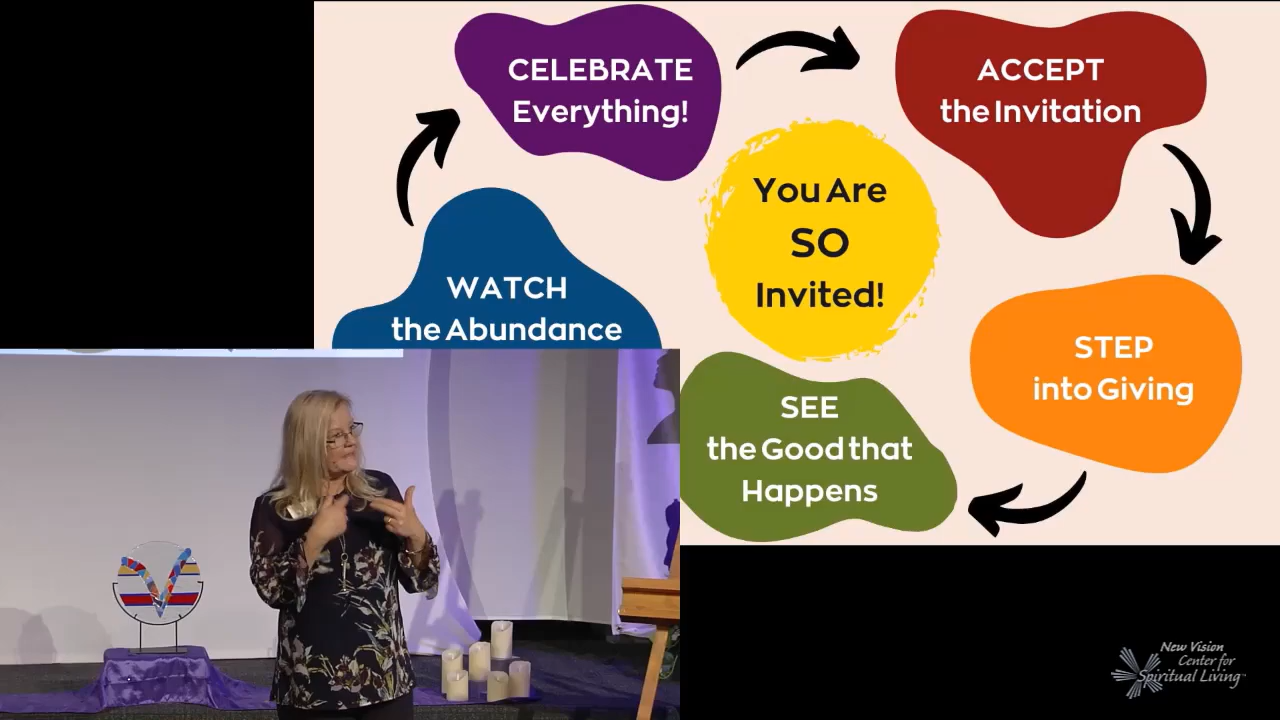 CELEBRATE
Everything!
ACCEPT
the Invitation
You Are
SO
Invited!
WATCH
the Abundance
STEP
into Giving
SEE
the Good that
Happens
New Vision
Center for
Spiritual Living